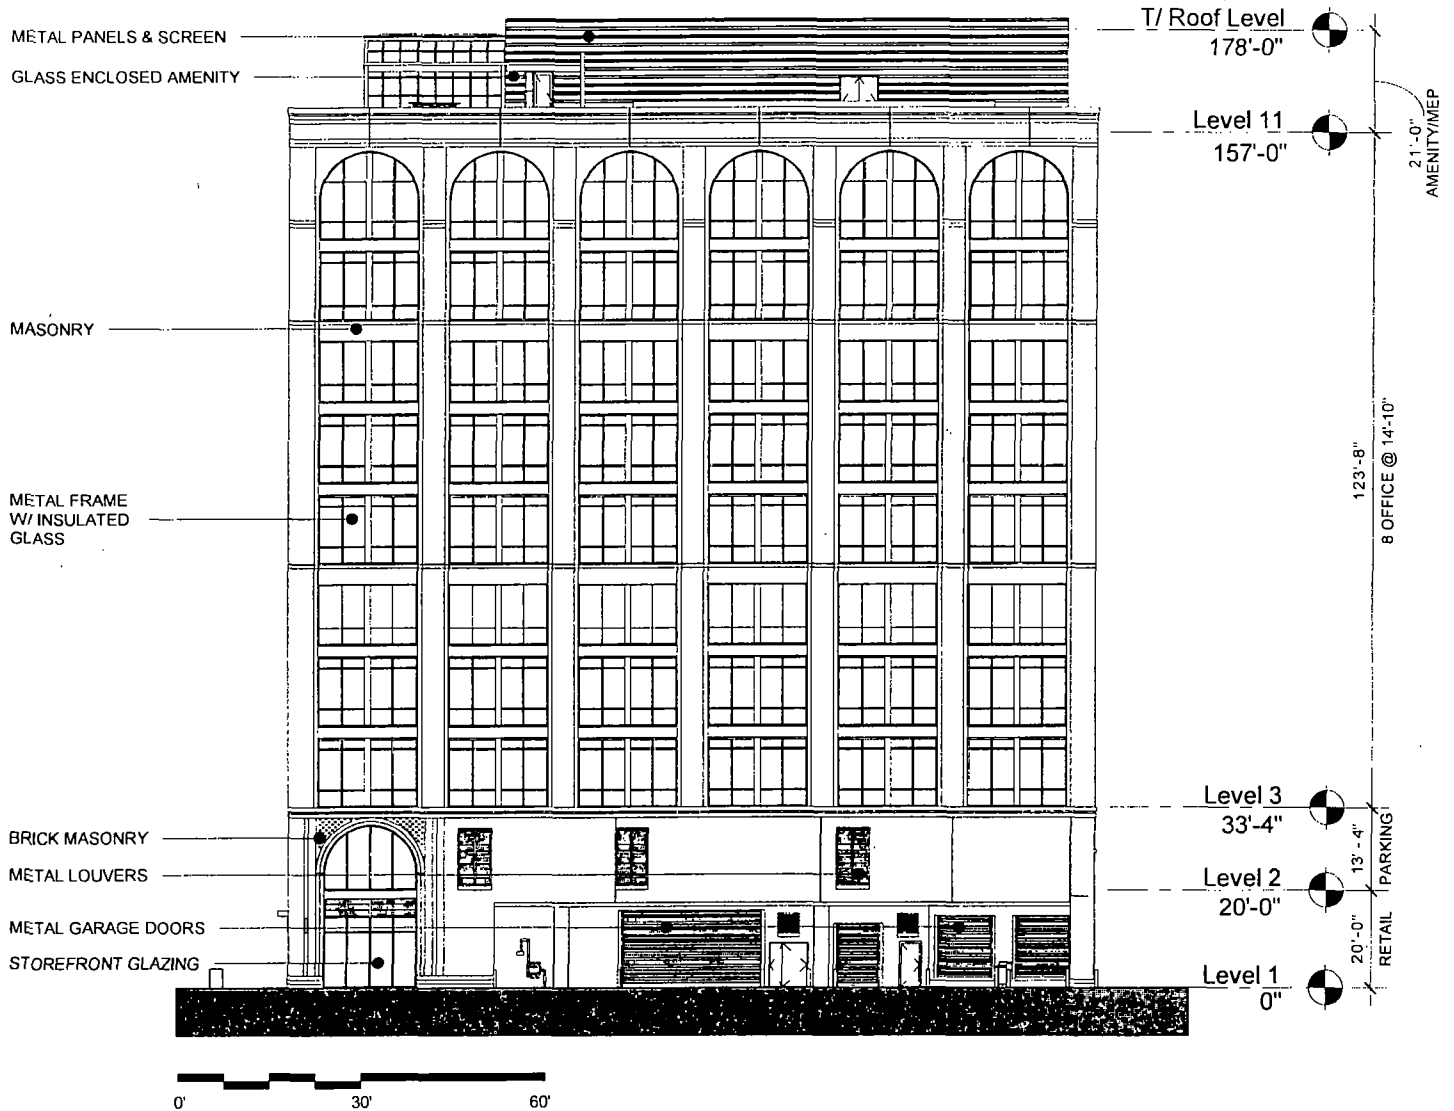 METAL PANELS & SCREEN
GLASS ENCLOSED AMENITY
MASONRY
METAL FRAME
W/ INSULATED
GLASS
BRICK MASONRY
METAL LOUVERS
METAL GARAGE DOORS
STOREFRONT GLAZING
T/ Roof Level
178'-0"
Level 11
157'-0"
21'-0"
AMENITY/MEP
123'-8"
8 OFFICE @ 14'-10"
Level 3
33'-4"
13'-4"
PARKING
Level 2
20'-0"
20'-0"
RETAIL
Level 1
0"
0'
30'
60'